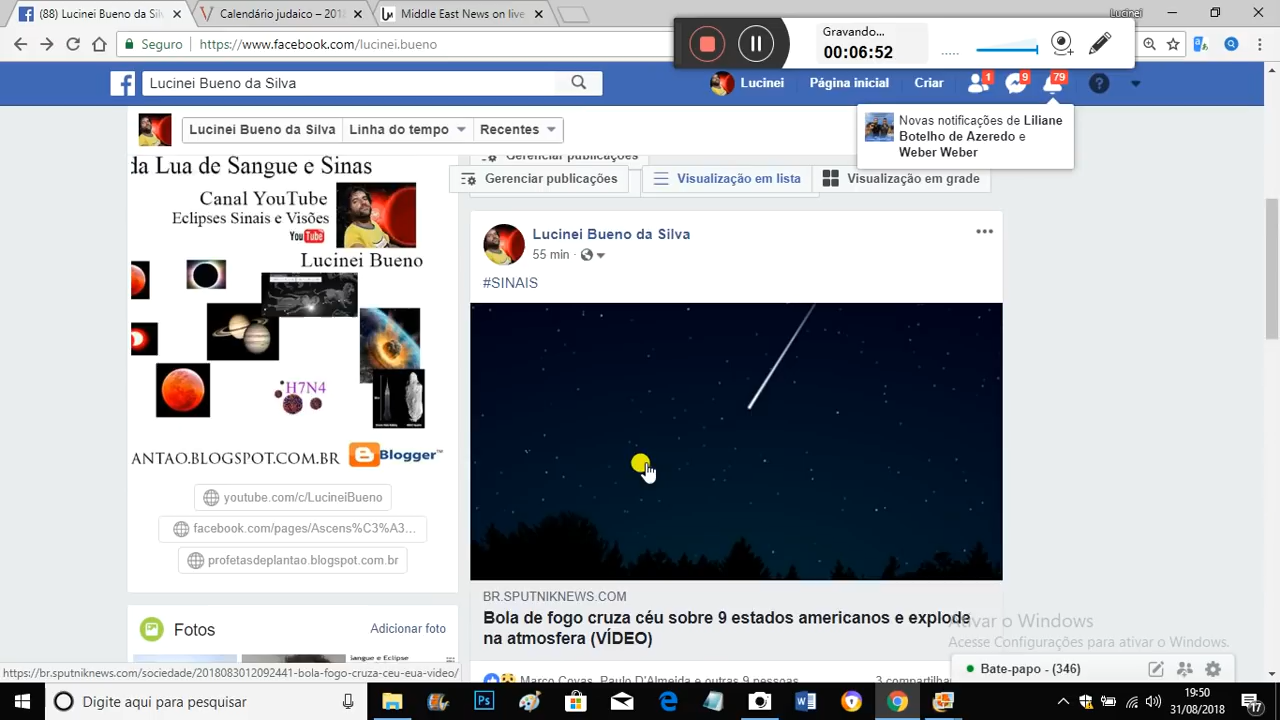 (88) Lucinei Bueno da Sil
Calendário judaico - 2018
Middle East News on live
Lucinei
Seguro
https://www.facebook.com/lucinei.bueno
Gravando...
00:06:52
Lucinei Bueno da Silva
Lucinei
Página inicial
Criar
1
9
79
Novas notificações de Liliane
Botelho de Azeredo e
Weber Weber
Lucinei Bueno da Silva
Linha do tempo
Recentes
Gerenciar publicações
Gerenciar publicações
Visualização em lista
Visualização em grade
da Lua de Sangue e Sinas
Canal YouTube
Eclipses Sinais e Visões
You Tube
Lucinei Bueno
H7N4
ANTAO.BLOGSPOT.COM.BR
Blogger™
youtube.com/c/LucineiBueno
facebook.com/pages/Ascens%C3%A3...
profetasdeplantao.blogspot.com.br
Fotos
Adicionar foto
Lucinei Bueno da Silva
55 min
#SINAIS
BR.SPUTNIKNEWS.COM
Bola de fogo cruza céu sobre 9 estados americanos e explode
na atmosfera (VÍDEO)
Marco Covas, Paulo D'Almeida e outras 9 pessoas
3 compartilha
Ativar o Windows
Acesse Configurações para ativar o Windows.
Bate-papo - (346)
https://br.sputniknews.com/sociedade/2018083012092441-bola-fogo-cruza-ceu-eua-video/
Digite aqui para pesquisar
19:50
31/08/2018
17